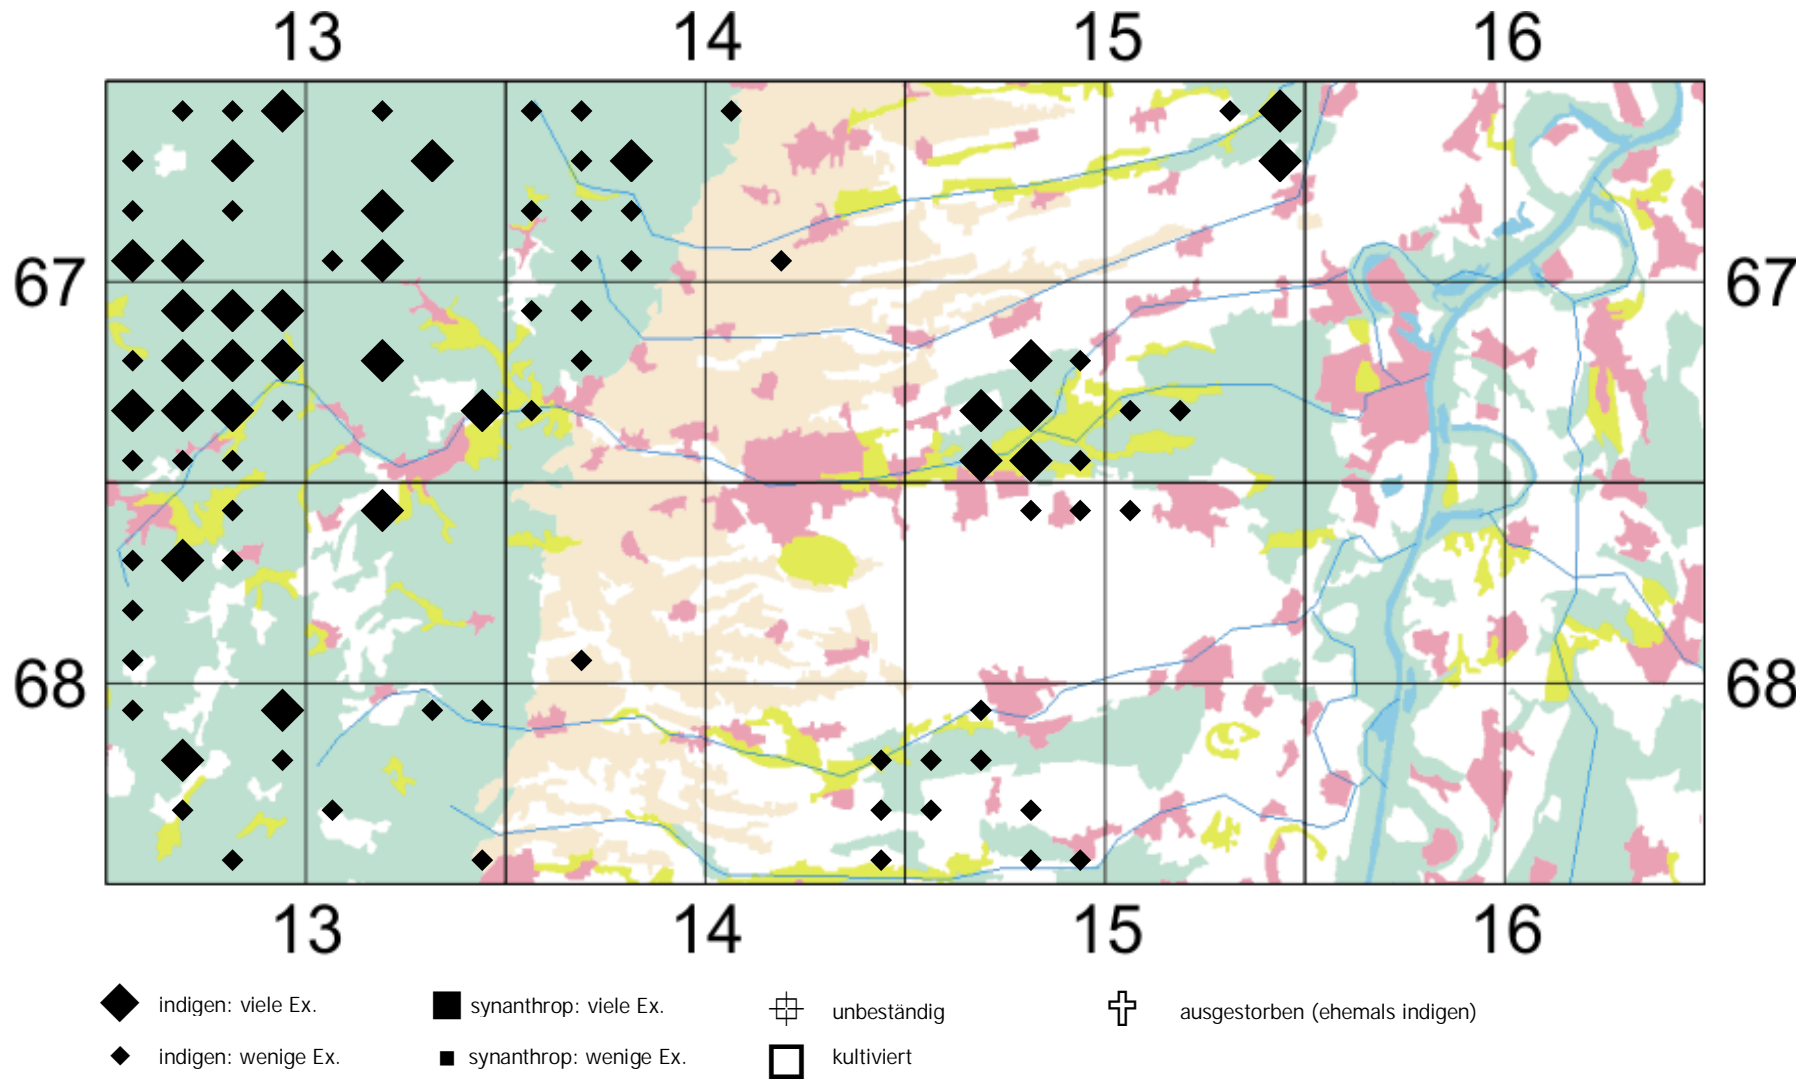 13 14 15 16
67 67
68 68
13 14 15 16
indigen: viele Ex. synanthrop: viele Ex. unbeständig ausgestorben (ehemals indigen)
indigen: wenige Ex. synanthrop: wenige Ex. kultiviert